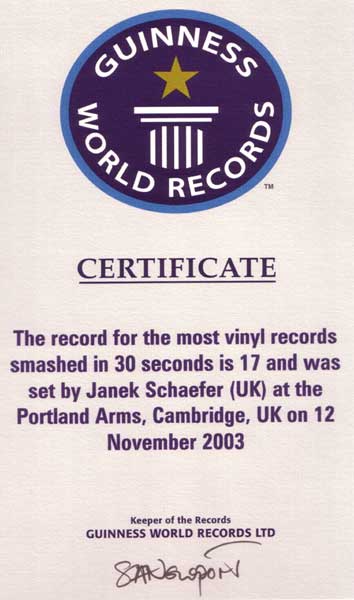 GUINNESS
WORLD RECORDS
TM
CERTIFICATE
The record for the most vinyl records
smashed in 30 seconds is 17 and was
set by Janek Schaefer (UK) at the
Portland Arms, Cambridge, UK on 12
November 2003
Keeper of the Records
GUINNESS WORLD RECORDS LTD